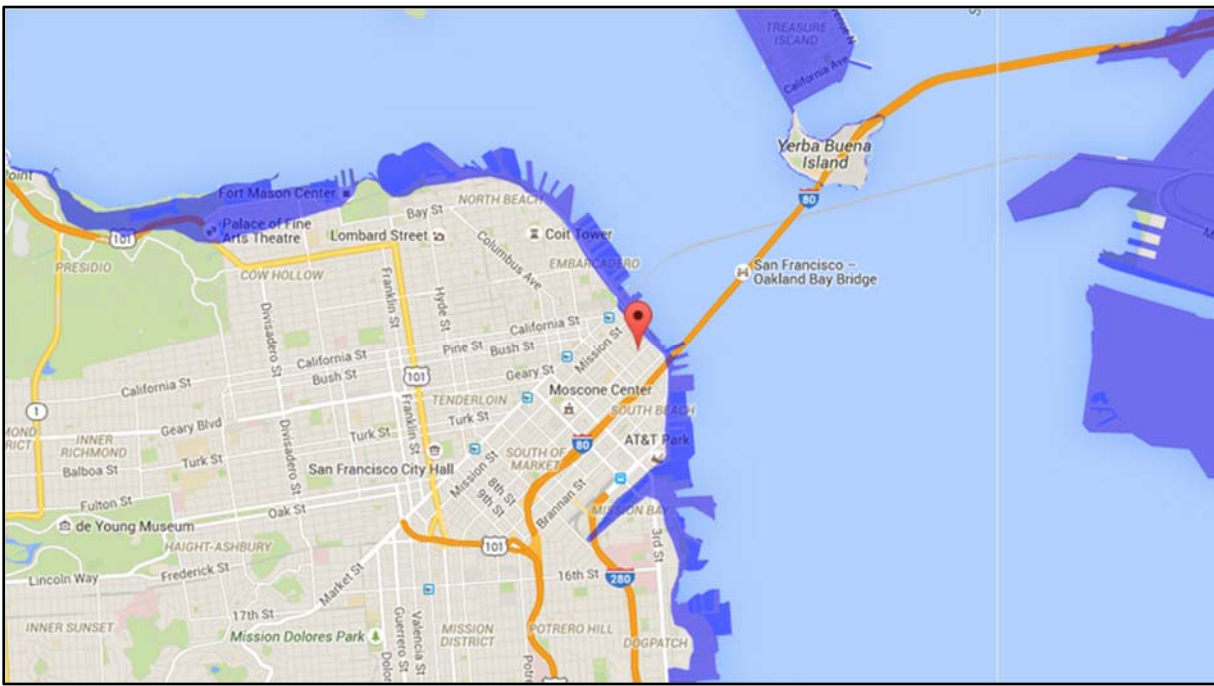 TREASURE
ISLAND
California Ave
Yerba Buena
Island
80
San Francisco –
Oakland Bay Bridge
Point
Fort Mason Center
Palace of Fine
Arts Theatre
101
PRESIDIO
COW HOLLOW
Bay St
Lombard Street
NORTH BEACH
Coit Tower
Columbus Ave
EMBARCADERO
Franklin St
Hyde St
Divisadero St
California St
Pine St
Bush St
Mission St
California St
Bush St
California St
Geary St
101
Moscone Center
TENDERLOIN
SOUTH BEACH
1
Geary Blvd
Turk St
Turk St
Franklin St
INNER
RICHMOND
Turk St
Balboa St
Divisadero St
San Francisco City Hall
80
AT&T Park
SOUTH OF
MARKET
Mission St
8th St
9th St
Brannan St
MISSION BAY
Fulton St
Oak St
de Young Museum
HAIGHT-ASHBURY
101
3rd St
Lincoln Way
Frederick St
Market St
16th St
280
17th St
INNER SUNSET
Mission Dolores Park
Guerrero St
Valencia St
MISSION
DISTRICT
POTRERO HILL
DOGPATCH